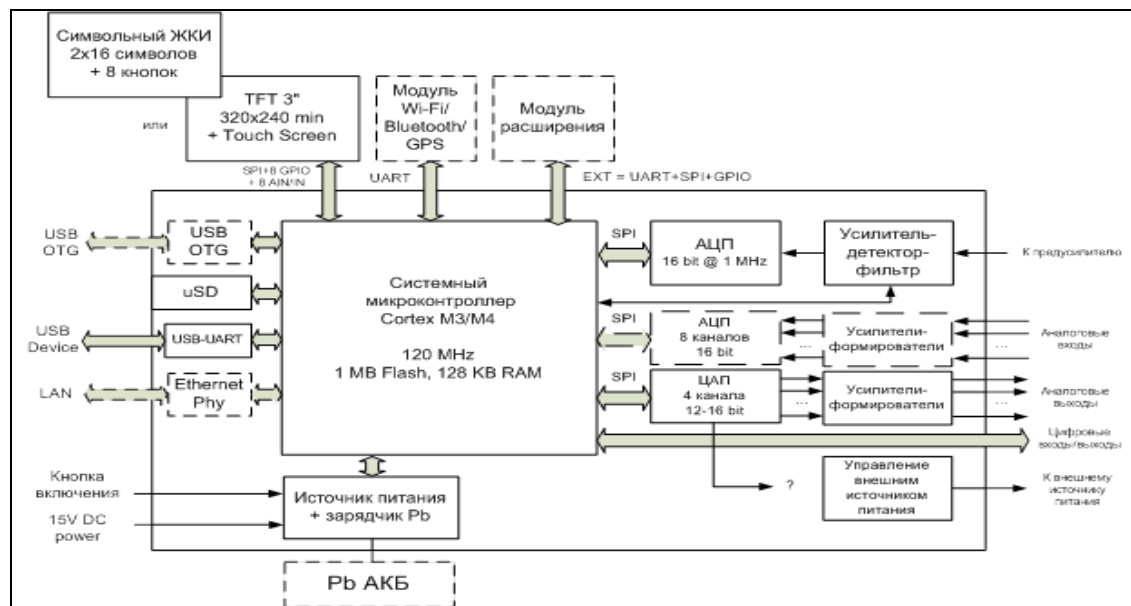 Символьный ЖКИ
2x16 символов
+ 8 кнопок
или
TFT 3"
320x240 min
+ Touch Screen
Модуль
Wi-Fi/
Bluetooth/
GPS
Модуль
расширения
SPI+8 GPIO
+ 8 AIN/IN
UART
EXT = UART+SPI+GPIO
USB
OTG
USB
OTG
uSD
USB
Device
USB-UART
LAN
Ethernet
Phy
Системный
микроконтроллер
Cortex M3/M4
120 MHz
1 MB Flash, 128 KB RAM
SPI
АЦП
16 bit @ 1 MHz
Усилитель-
детектор-
фильтр
К предусилителю
SPI
АЦП
8 каналов
16 bit
...
Усилители-
формирователи
...
Аналоговые
входы
SPI
ЦАП
4 канала
12-16 bit
...
Усилители-
формирователи
...
Аналоговые
выходы
Цифровые
входы/выходы
?
Управление
внешним
источником
питания
К внешнему
источнику
питания
Кнопка
включения
15V DC
power
Источник питания
+ зарядчик Pb
Pb АКБ